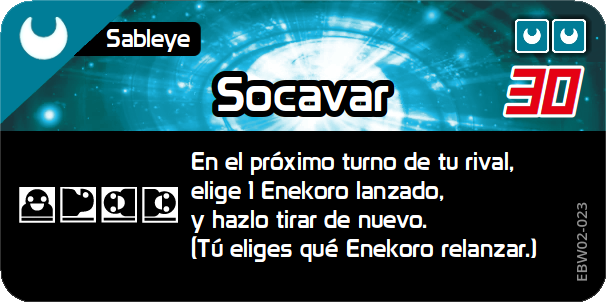 Sableye
Socavar
30
En el próximo turno de tu rival,
elige 1 Enekoro lanzado,
y hazlo tirar de nuevo.
(Tú eliges qué Enekoro relanzar.)
EBW02-023